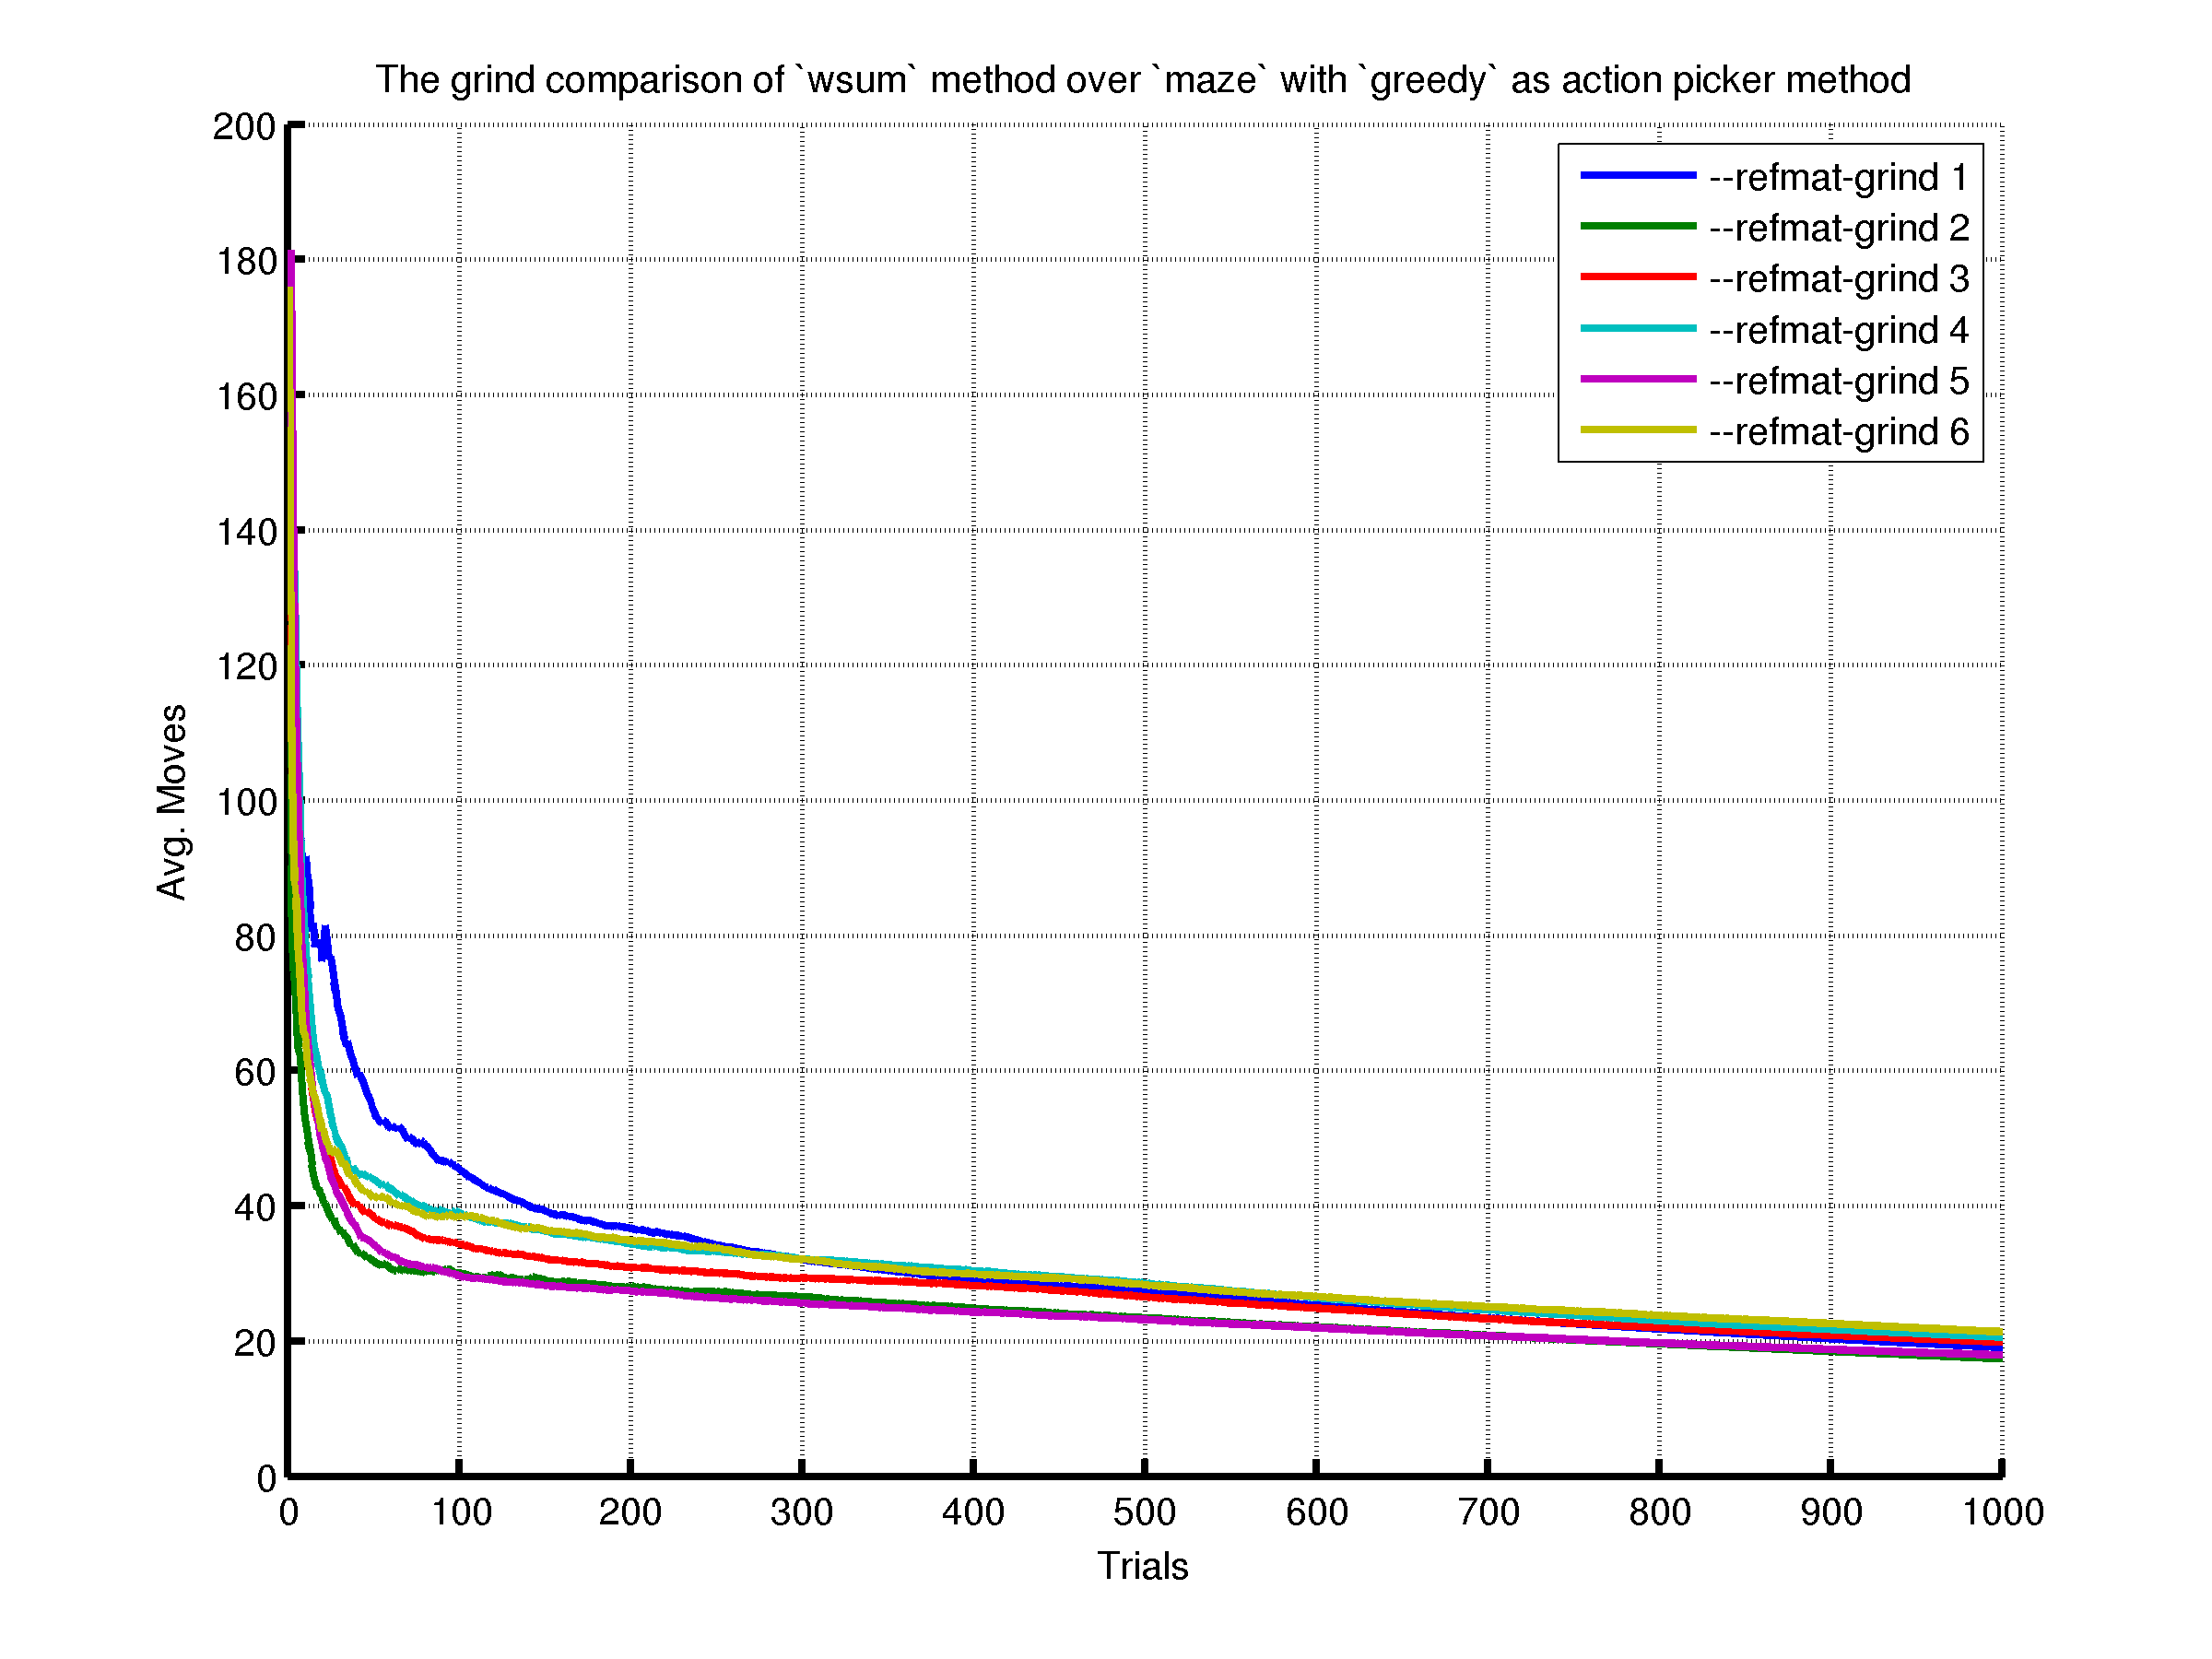 The grind comparison of `wsum` method over `maze` with `greedy` as action picker method
200
180
160
140
120
100
80
60
40
20
0
Avg. Moves
--refmat-grind 1
--refmat-grind 2
--refmat-grind 3
--refmat-grind 4
--refmat-grind 5
--refmat-grind 6
0 100 200 300 400 500 600 700 800 900 1000
Trials